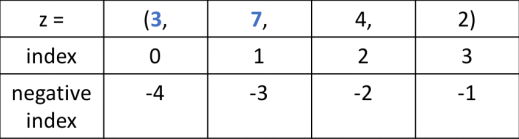 z = (3, 7, 4, 2)
index 0 1 2 3
negative -4 -3 -2 -1
index